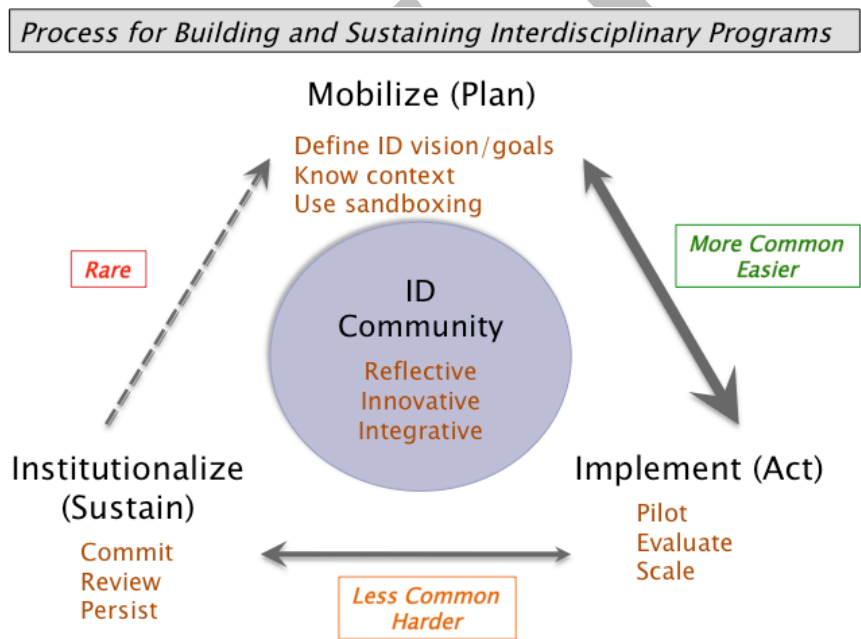 Process for Building and Sustaining Interdisciplinary Programs
Mobilize (Plan)
Define ID vision/goals
Know context
Use sandboxing
More Common
Easier
Rare
ID
Community
Reflective
Innovative
Integrative
Institutionalize
(Sustain)
Commit
Review
Persist
Implement (Act)
Pilot
Evaluate
Scale
Less Common
Harder